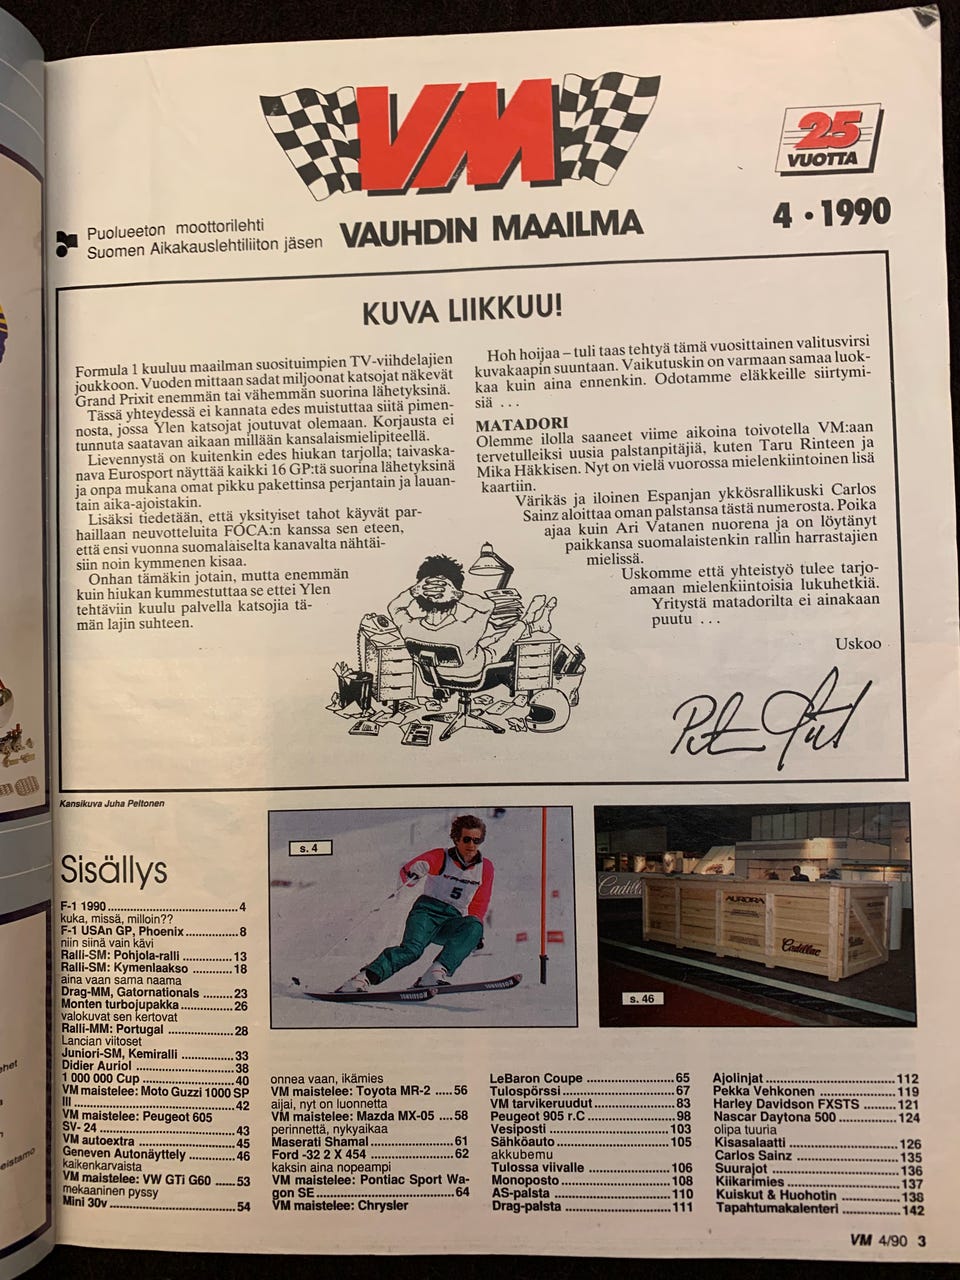 VM
25
VUOTTA
Puolueeton moottorilehti
Suomen Aikakauslehtiliiton jäsen
VAUHDIN MAAILMA
4 • 1990
KUVA LIIKKUU!
Formula 1 kuuluu maailman suosituimpien TV-viihdelajien
joukkoon. Vuoden mittaan sadat miljoonat katsojat näkevät
Grand Prixit enemmän tai vähemmän suorina lähetyksinä.
Tässä yhteydessä ei kannata edes muistuttaa siitä pimen-
nosta, jossa Ylen katsojat joutuvat olemaan. Korjausta ei
tunnuta saatavan aikaan millään kansalaismielipiteellä.
Lievennystä on kuitenkin edes hiukan tarjolla; taivaska-
nava Eurosport näyttää kaikki 16 GP:tä suorina lähetyksinä
ja onpa mukana omat pikku pakettinsa perjantain ja lauan-
tain aika-ajoistakin.
Lisäksi tiedetään, että yksityiset tahot käyvät par-
haillaan neuvotteluita FOCA:n kanssa sen eteen,
että ensi vuonna suomalaiselta kanavalta nähtäi-
siin noin kymmenen kisaa.
Onhan tämäkin jotain, mutta enemmän
kuin hiukan kummestuttaa se ettei Ylen
tehtäviin kuulu palvella katsojia tä-
män lajin suhteen.
Hoh hoijaa – tuli taas tehtyä tämä vuosittainen valitusvirsi
kuvakaapin suuntaan. Vaikutuskin on varmaan samaa luok-
kaa kuin aina ennenkin. Odotamme eläkkeille siirtymi-
siä . . .
MATADORI
Olemme ilolla saaneet viime aikoina toivotella VM:aan
tervetulleiksi uusia palstanpitäjiä, kuten Taru Rinteen ja
Mika Häkkisen. Nyt on vielä vuorossa mielenkiintoinen lisä
kaartiin.
Värikäs ja iloinen Espanjan ykkösrallikuski Carlos
Sainz aloittaa oman palstansa tästä numerosta. Poika
ajaa kuin Ari Vatanen nuorena ja on löytänyt
paikkansa suomalaistenkin rallin harrastajien
mielissä.
Uskomme että yhteistyö tulee tarjo-
amaan mielenkiintoisia lukuhetkiä.
Yritystä matadorilta ei ainakaan
puutu . . .
Uskoo
Kansikuva Juha Peltonen
s. 4
5
ROSSIGNOL
Cadillac
AURORA
Cadillac
s. 46
Sisällys
F-1 1990 4
kuka, missä, milloin??
F-1 USAn GP, Phoenix 8
niin siinä vain kävi
Ralli-SM: Pohjola-ralli 13
Ralli-SM: Kymenlaakso 18
aina vaan sama naama
Drag-MM, Gatornationals 23
Monten turbojupakka 26
valokuvat sen kertovat
Ralli-MM: Portugal 28
Lancian viitoset
Juniori-SM, Kemiralli 33
Didier Auriol 38
1 000 000 Cup 40
VM maistelee: Moto Guzzi 1000 SP
III 42
VM maistelee: Peugeot 605
SV- 24 43
VM autoextra 45
Geneven Autonäyttely 46
kaikenkarvaista
VM maistelee: VW GTi G60 53
mekaaninen pyssy
Mini 30v 54
onnea vaan, ikämies
VM maistelee: Toyota MR-2 56
aijai, nyt on luonnetta
VM maistelee: Mazda MX-05 58
perinnettä, nykyaikaa
Maserati Shamal 61
Ford -32 2 X 454 62
kaksin aina nopeampi
VM maistelee: Pontiac Sport Wa-
gon SE 64
VM maistelee: Chrysler
LeBaron Coupe 65
Tulospörssi 67
VM tarvikeruudut 83
Peugeot 905 r.C 98
Vesiposti 103
Sähköauto 105
akkubemu
Tulossa viivalle 106
Monoposto 108
AS-palsta 110
Drag-palsta 111
Ajolinjat 112
Pekka Vehkonen 119
Harley Davidson FXSTS 121
Nascar Daytona 500 124
olipa tuuria
Kisasalaatti 126
Carlos Sainz 135
Suurajot 136
Kiikarimies 137
Kuiskut & Huohotin 138
Tapahtumakalenteri 142
VM 4/90 3